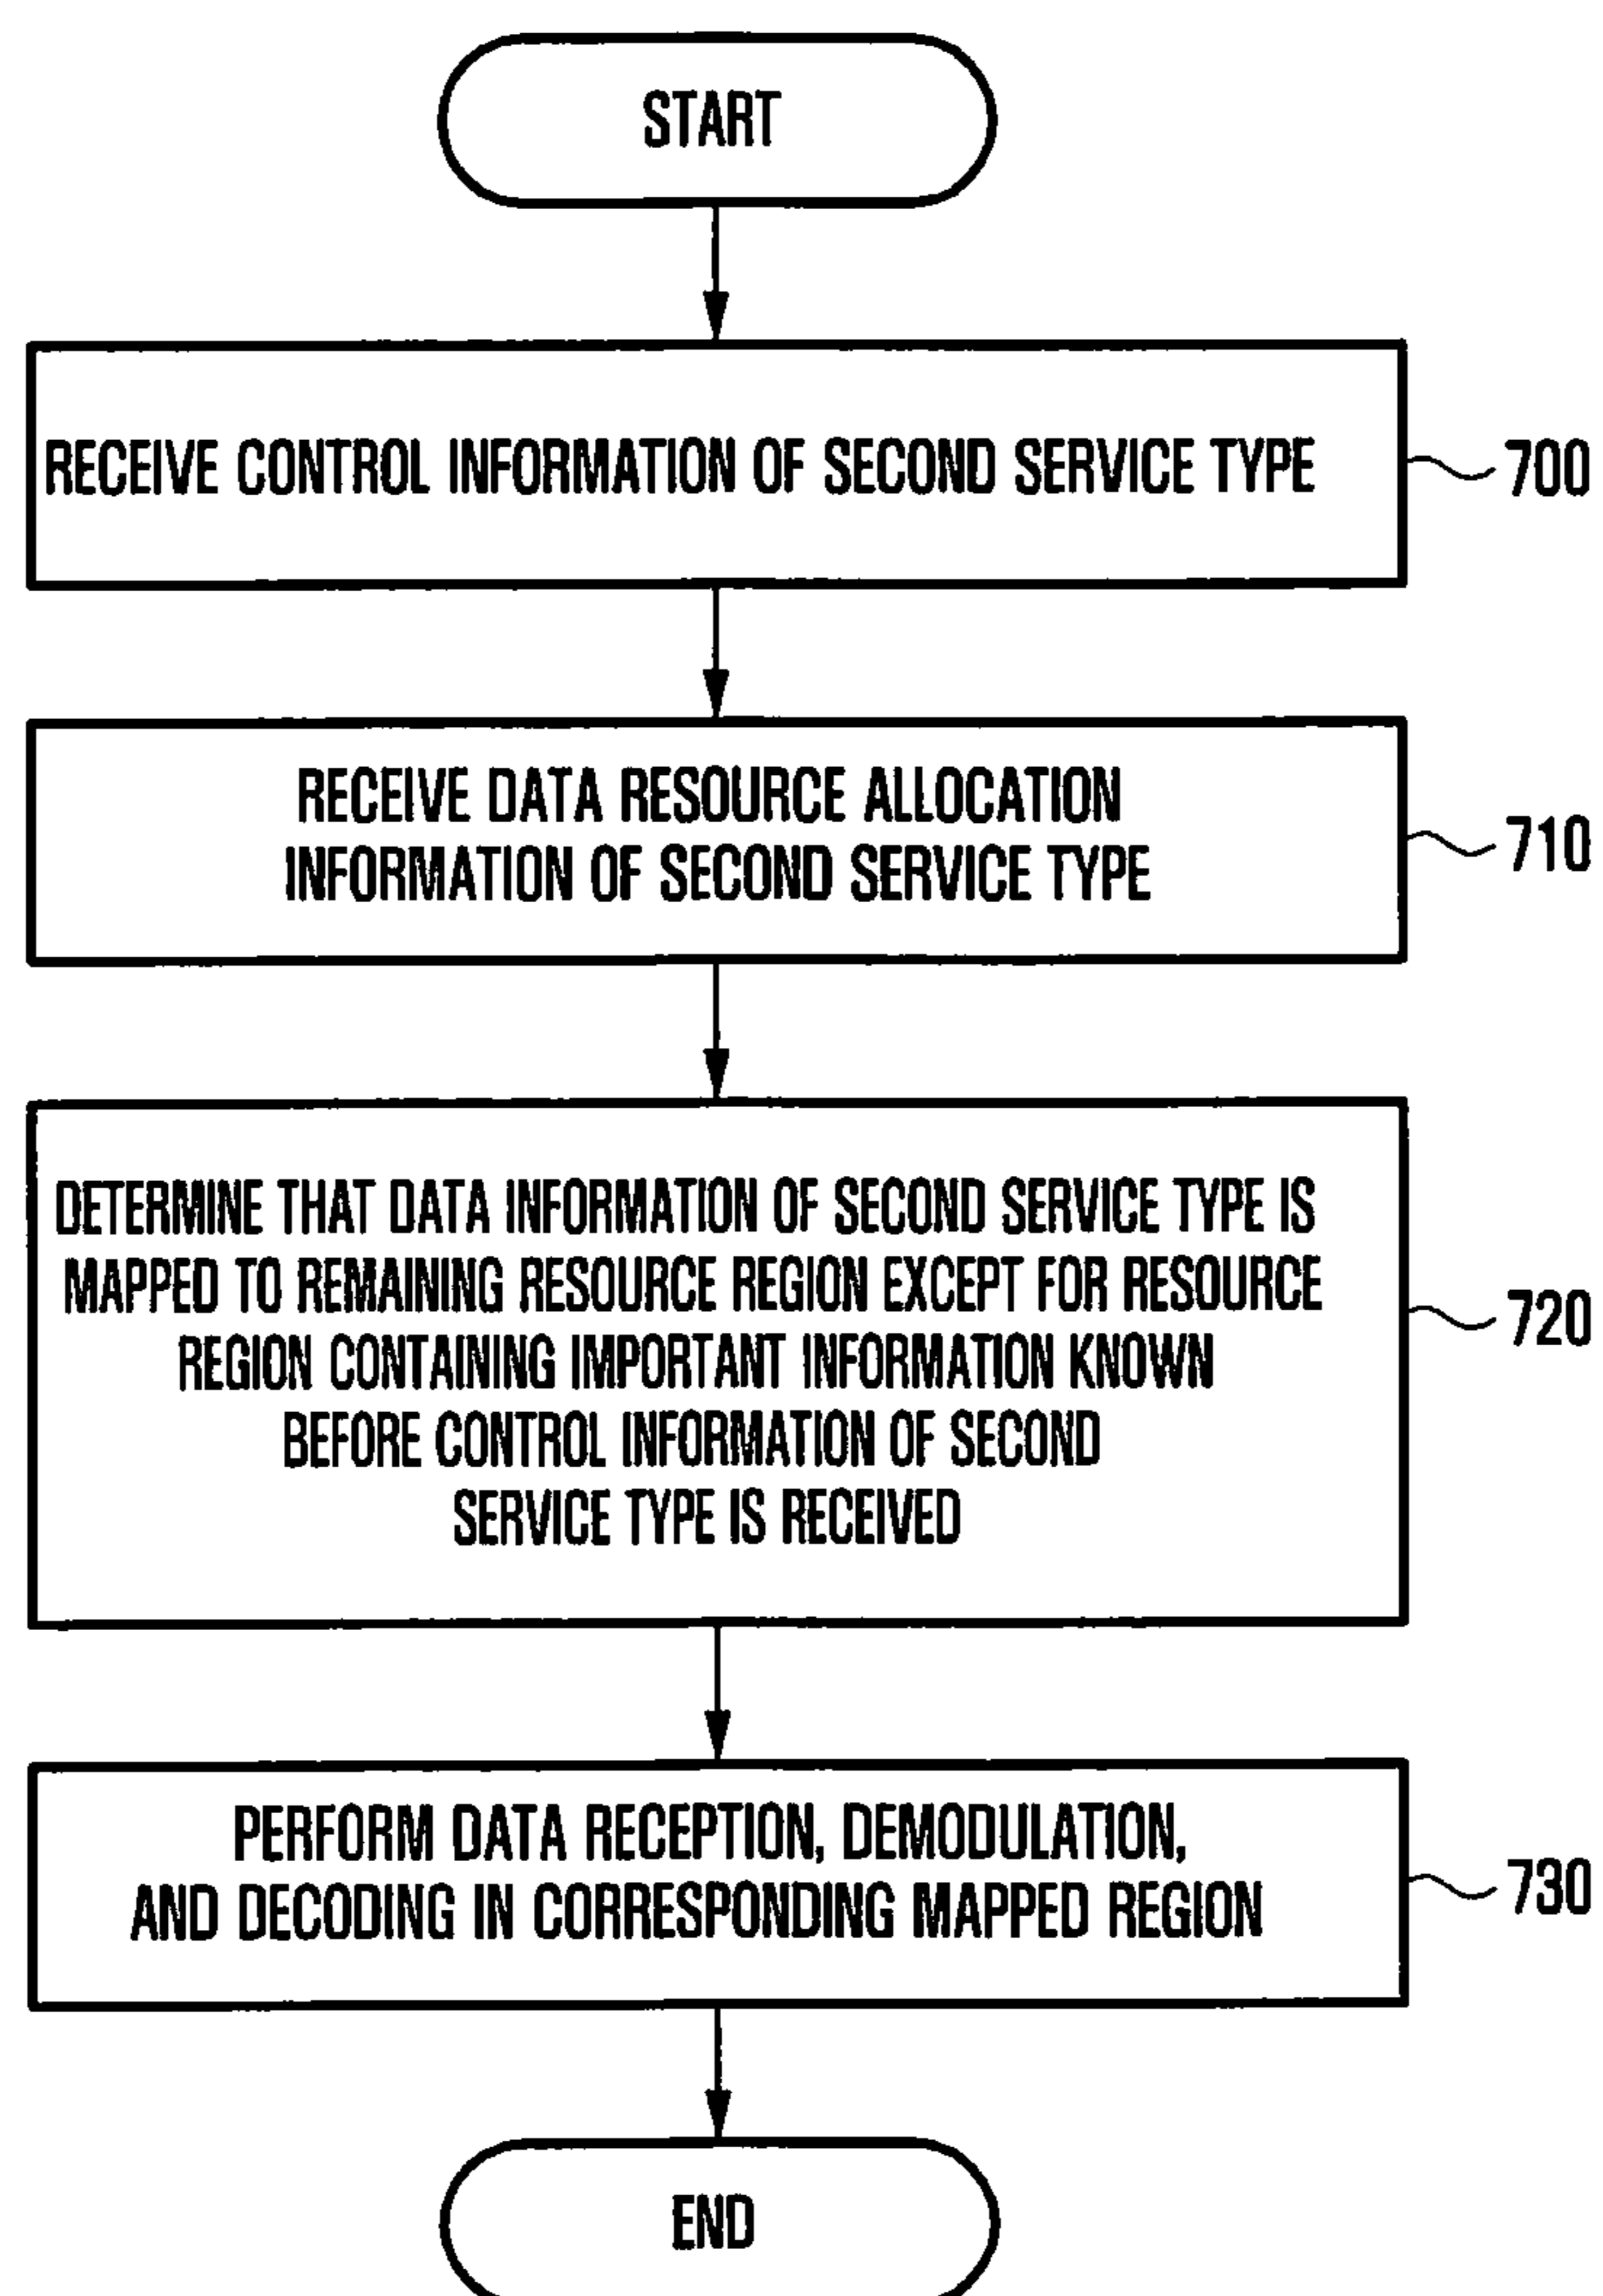 START
RECEIVE CONTROL INFORMATION OF SECOND SERVICE TYPE
700
RECEIVE DATA RESOURCE ALLOCATION
INFORMATION OF SECOND SERVICE TYPE
710
DETERMINE THAT DATA INFORMATION OF SECOND SERVICE TYPE IS
MAPPED TO REMAINING RESOURCE REGION EXCEPT FOR RESOURCE
REGION CONTAINING IMPORTANT INFORMATION KNOWN
BEFORE CONTROL INFORMATION OF SECOND
SERVICE TYPE IS RECEIVED
720
PERFORM DATA RECEPTION, DEMODULATION,
AND DECODING IN CORRESPONDING MAPPED REGION
730
END